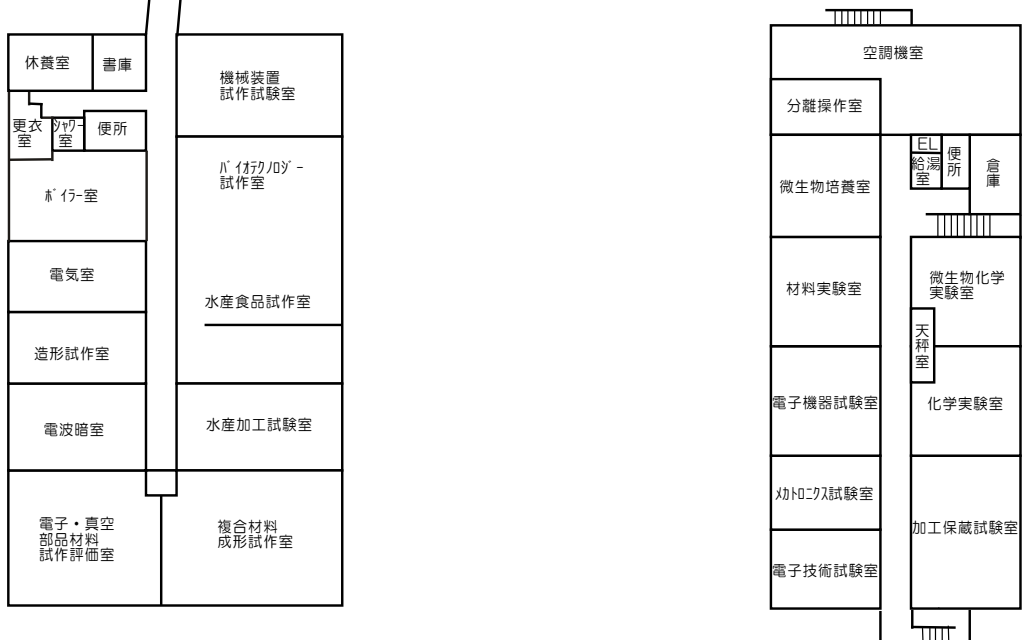 休養室
書庫
機械装置
試作試験室
更衣
室
ｼｬﾜｰ
室
便所
ﾊﾞｲｵﾃｸﾉﾛｼﾞｰ
試作室
ﾎﾞｲﾗｰ室
電気室
水産食品試作室
造形試作室
電波暗室
水産加工試験室
電子・真空
部品材料
試作評価室
複合材料
成形試作室
空調機室
分離操作室
EL
給湯
室
便
所
倉
庫
微生物培養室
材料実験室
微生物化学
実験室
天
秤
室
電子機器試験室
化学実験室
ﾒｶﾄﾛﾆｸｽ試験室
加工保蔵試験室
電子技術試験室